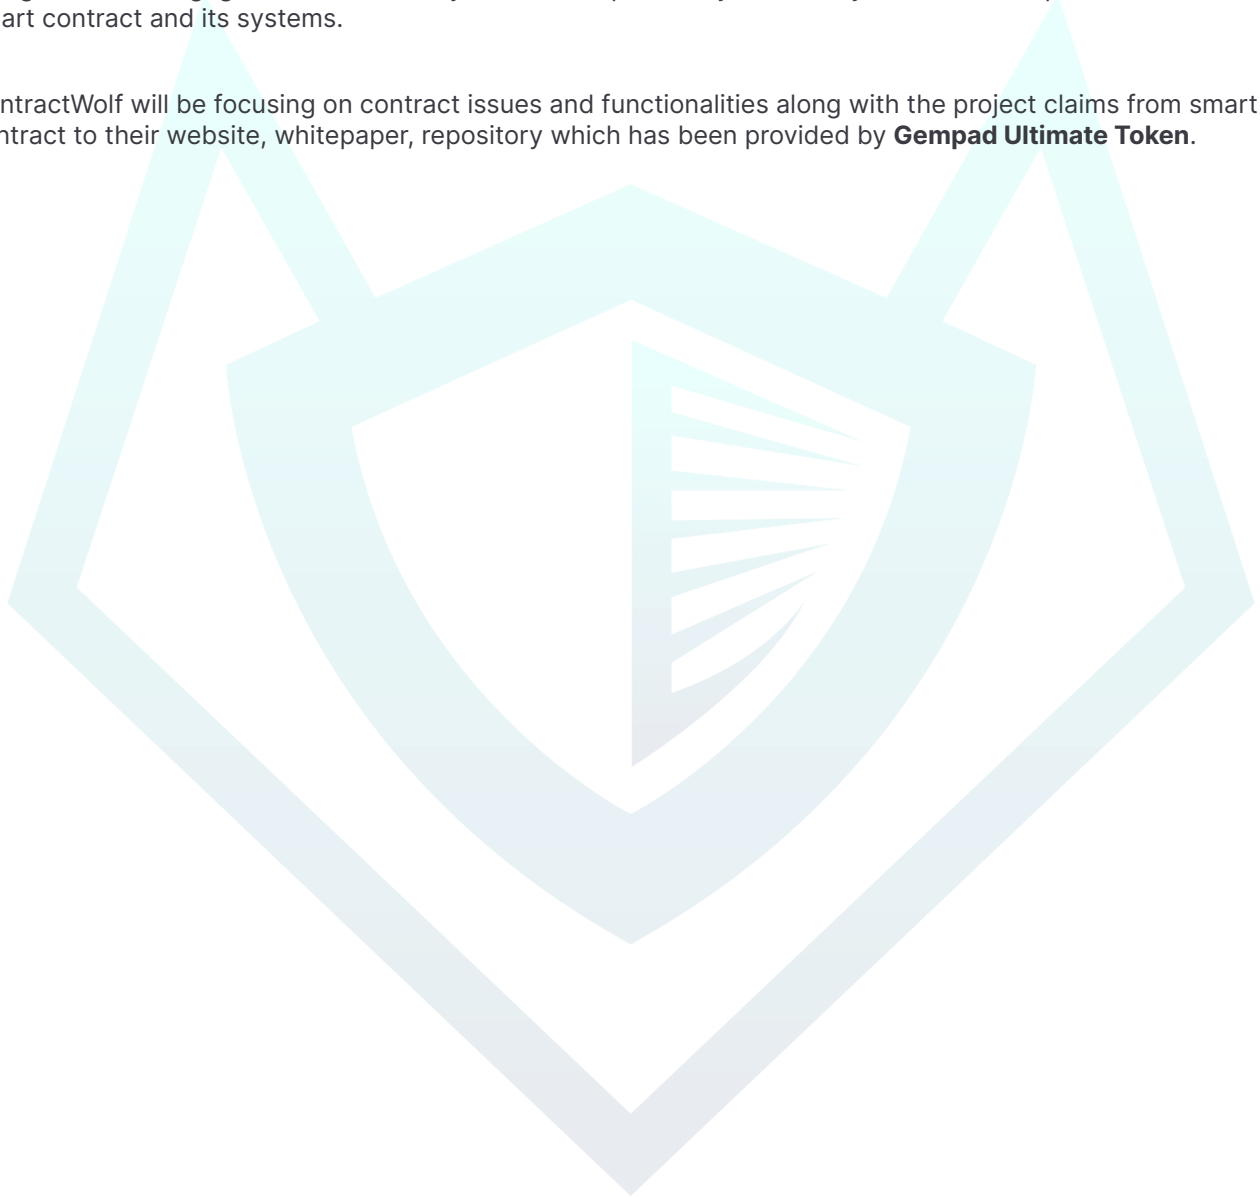 art contract and its systems.
ntractWolf will be focusing on contract issues and functionalities along with the project claims from smart
ntract to their website, whitepaper, repository which has been provided by Gempad Ultimate Token.